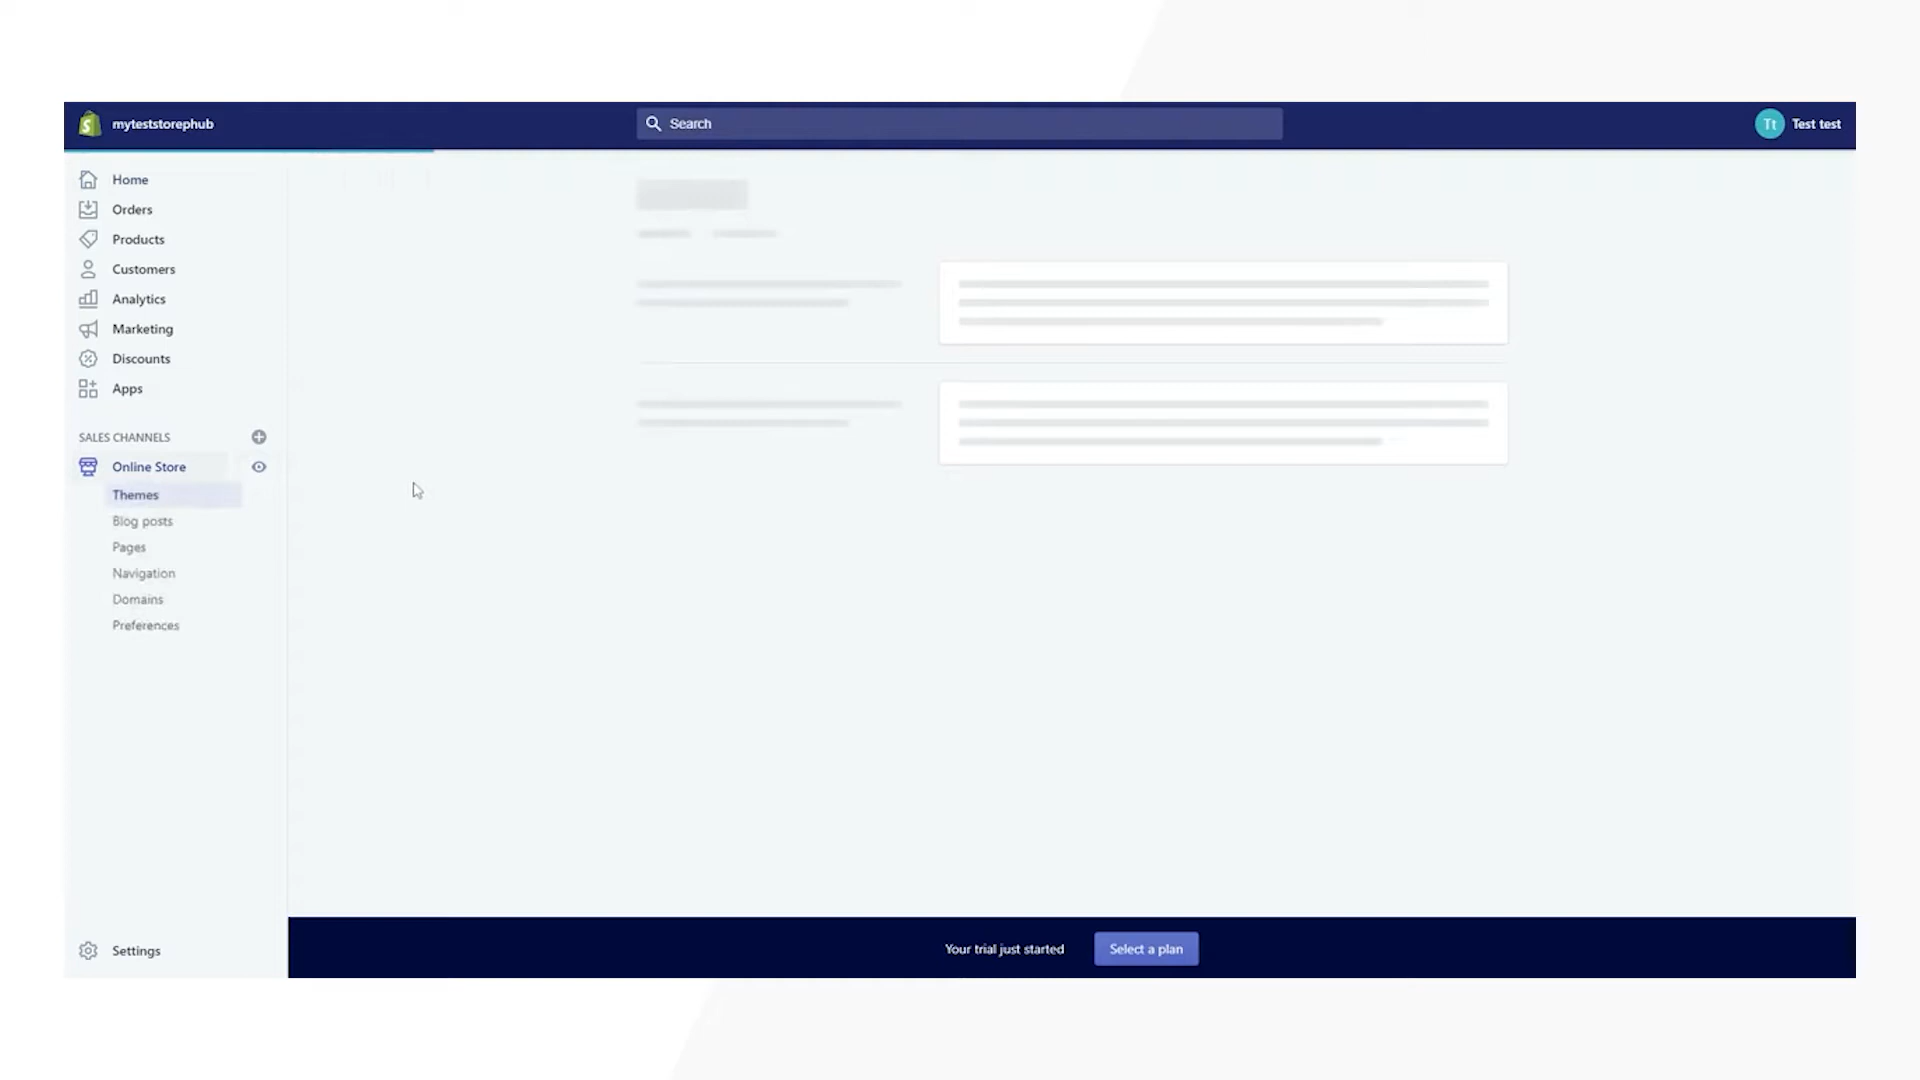 myteststorephub
Search
Tt Test test
Home
Orders
Products
Customers
Analytics
Marketing
Discounts
Apps
SALES CHANNELS
Online Store
Themes
Blog posts
Pages
Navigation
Domains
Preferences
Settings
Your trial just started
Select a plan